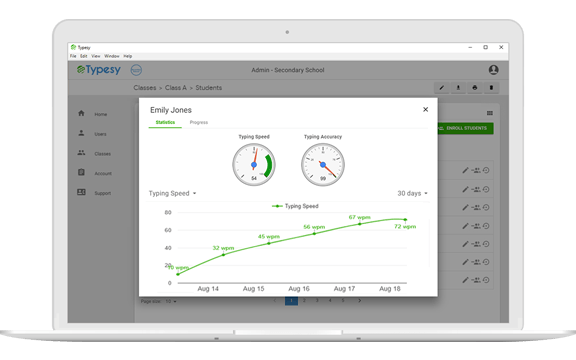 Typesy
File Edit View Window Help
Typesy
Admin - Secondary School
Classes > Class A > Students
Home
Users
Classes
Account
Support
ENROLL STUDENTS
Emily Jones
Statistics Progress
Typing Speed Typing Accuracy
54 99
Typing Speed 30 days
Typing Speed
80
60
40
20
0
10 wpm
32 wpm
45 wpm
56 wpm
67 wpm
72 wpm
Aug 14 Aug 15 Aug 16 Aug 17 Aug 18
Page size: 10 1 2 3 4 5